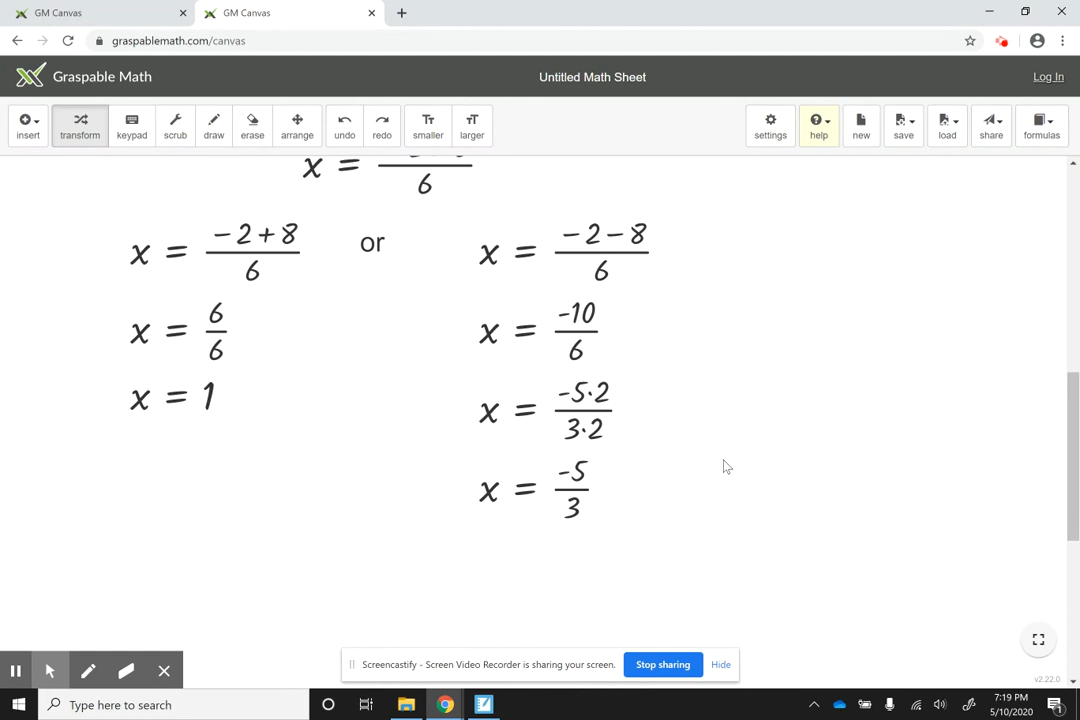 GM Canvas × GM Canvas × +
graspablemath.com/canvas
Graspable Math Untitled Math Sheet Log In
insert transform keypad scrub draw erase arrange undo redo smaller larger settings help new save load share formulas
x = 6
x = (-2+8)/6 or x = (-2-8)/6
x = 6/6 x = -10/6
x = 1 x = (-5·2)/(3·2)
x = -5/3
Screencastify - Screen Video Recorder is sharing your screen. Stop sharing Hide
v2.22.0
Type here to search 7:19 PM
5/10/2020